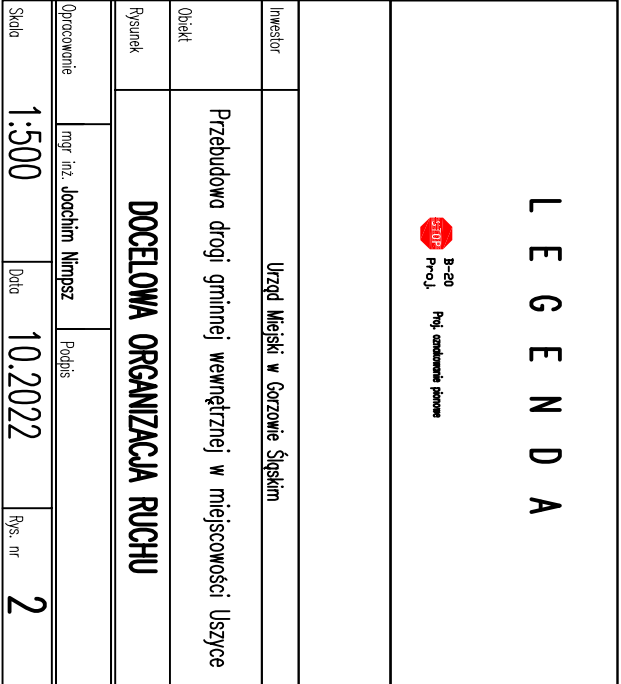 L E G E N D A
STOP
B-20
Proj.
Proj. oznakowanie pionowe
Inwestor
Urząd Miejski w Gorzowie Śląskim
Obiekt
Przebudowa drogi gminnej wewnętrznej w miejscowości Uszyce
Rysunek
DOCELOWA ORGANIZACJA RUCHU
Opracowanie
mgr inż. Joachim Nimpsz
Podpis
Skala
1:500
Data
10.2022
Rys. nr
2